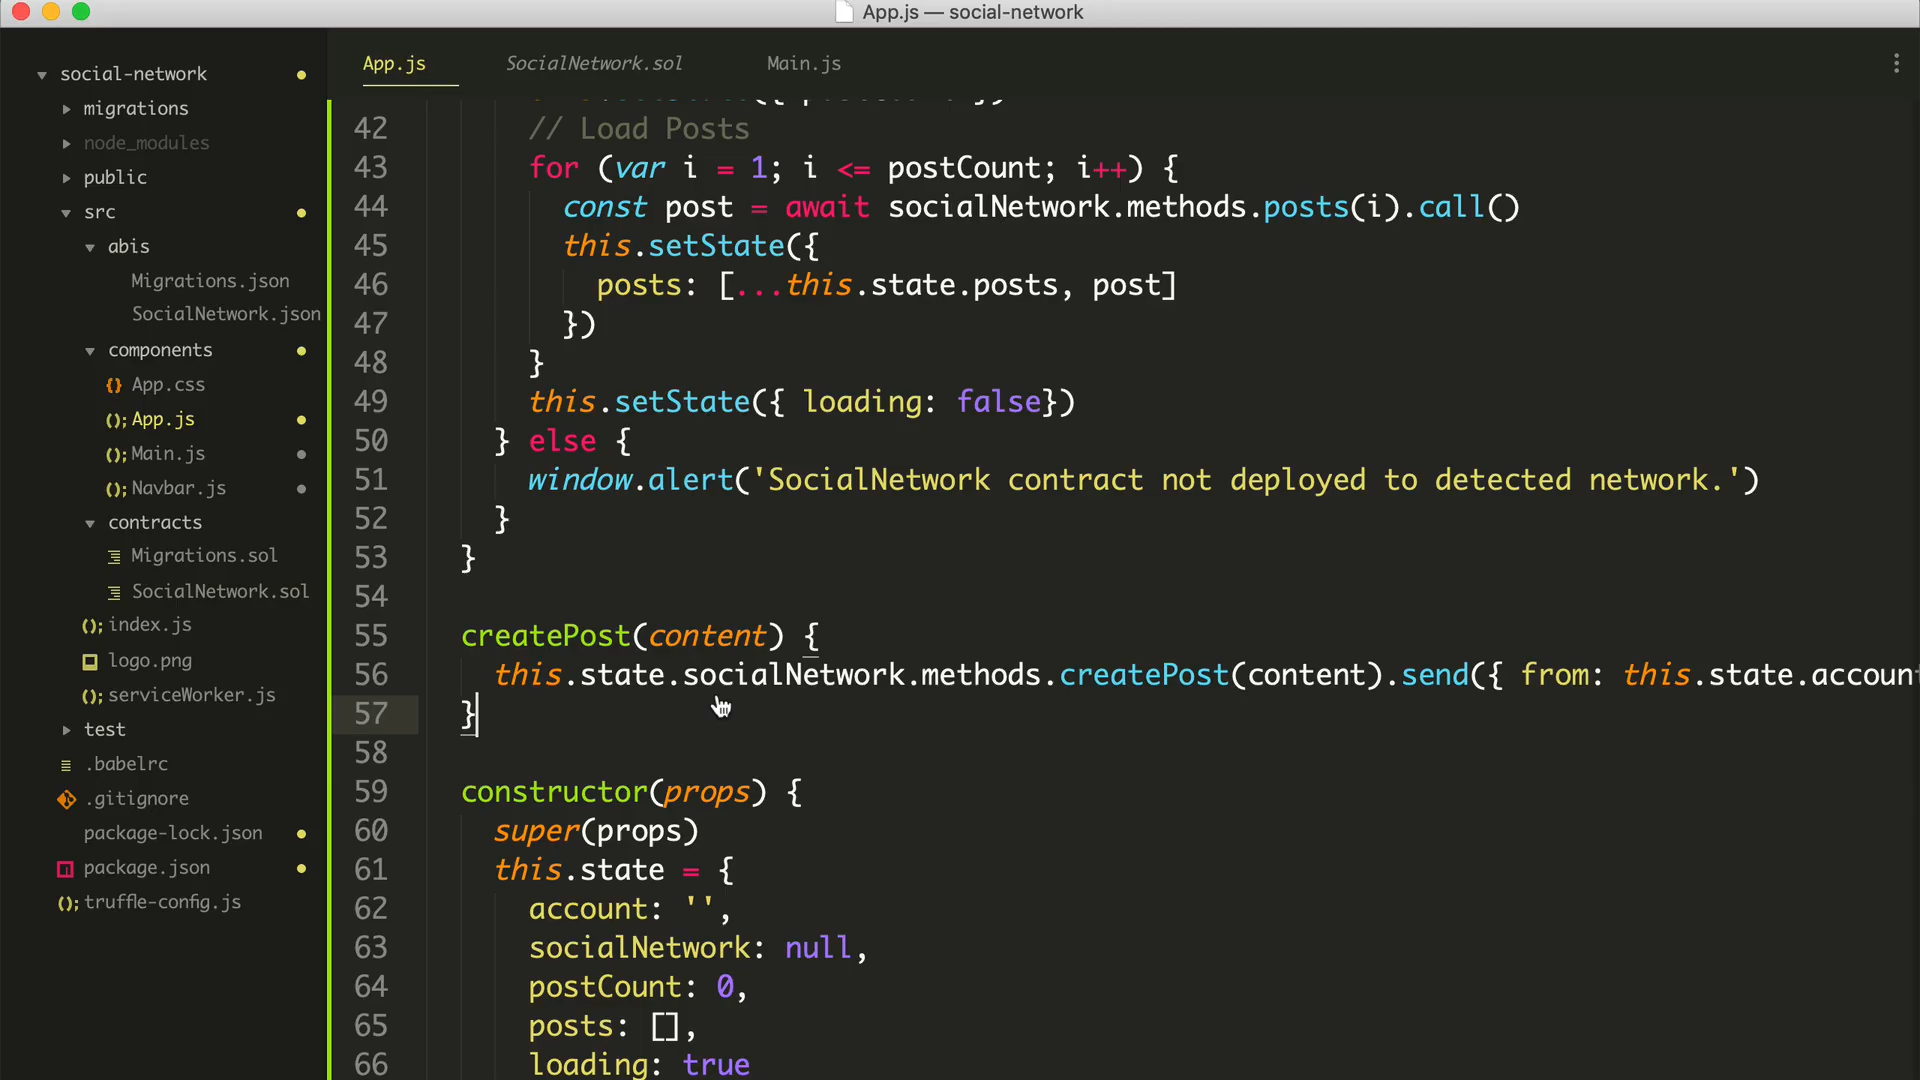 App.js — social-network
social-network
migrations
node_modules
public
src
abis
Migrations.json
SocialNetwork.json
components
App.css
App.js
Main.js
Navbar.js
contracts
Migrations.sol
SocialNetwork.sol
index.js
logo.png
serviceWorker.js
test
.babelrc
.gitignore
package-lock.json
package.json
truffle-config.js
App.js SocialNetwork.sol Main.js
42 // Load Posts
43 for (var i = 1; i <= postCount; i++) {
44 const post = await socialNetwork.methods.posts(i).call()
45 this.setState({
46 posts: [...this.state.posts, post]
47 })
48 }
49 this.setState({ loading: false})
50 } else {
51 window.alert('SocialNetwork contract not deployed to detected network.')
52 }
53 }
54
55 createPost(content) {
56 this.state.socialNetwork.methods.createPost(content).send({ from: this.state.accoun
57 }
58
59 constructor(props) {
60 super(props)
61 this.state = {
62 account: '',
63 socialNetwork: null,
64 postCount: 0,
65 posts: [],
66 loading: true